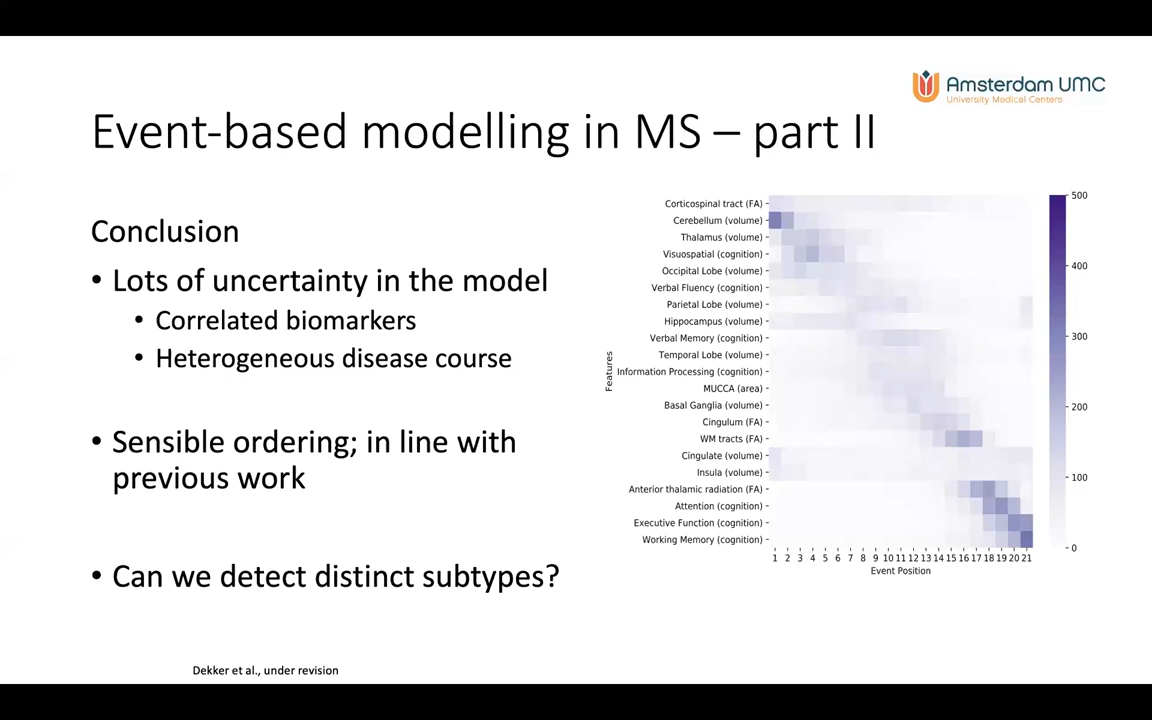 Amsterdam UMC
University Medical Centers
Event-based modelling in MS – part II
Conclusion
• Lots of uncertainty in the model
• Correlated biomarkers
• Heterogeneous disease course
• Sensible ordering; in line with
previous work
• Can we detect distinct subtypes?
Dekker et al., under revision
Features
Corticospinal tract (FA)
Cerebellum (volume)
Thalamus (volume)
Visuospatial (cognition)
Occipital Lobe (volume)
Verbal Fluency (cognition)
Parietal Lobe (volume)
Hippocampus (volume)
Verbal Memory (cognition)
Temporal Lobe (volume)
Information Processing (cognition)
MUCCA (area)
Basal Ganglia (volume)
Cingulum (FA)
WM tracts (FA)
Cingulate (volume)
Insula (volume)
Anterior thalamic radiation (FA)
Attention (cognition)
Executive Function (cognition)
Working Memory (cognition)
1 2 3 4 5 6 7 8 9 10 11 12 13 14 15 16 17 18 19 20 21
Event Position
500
400
300
200
100
0